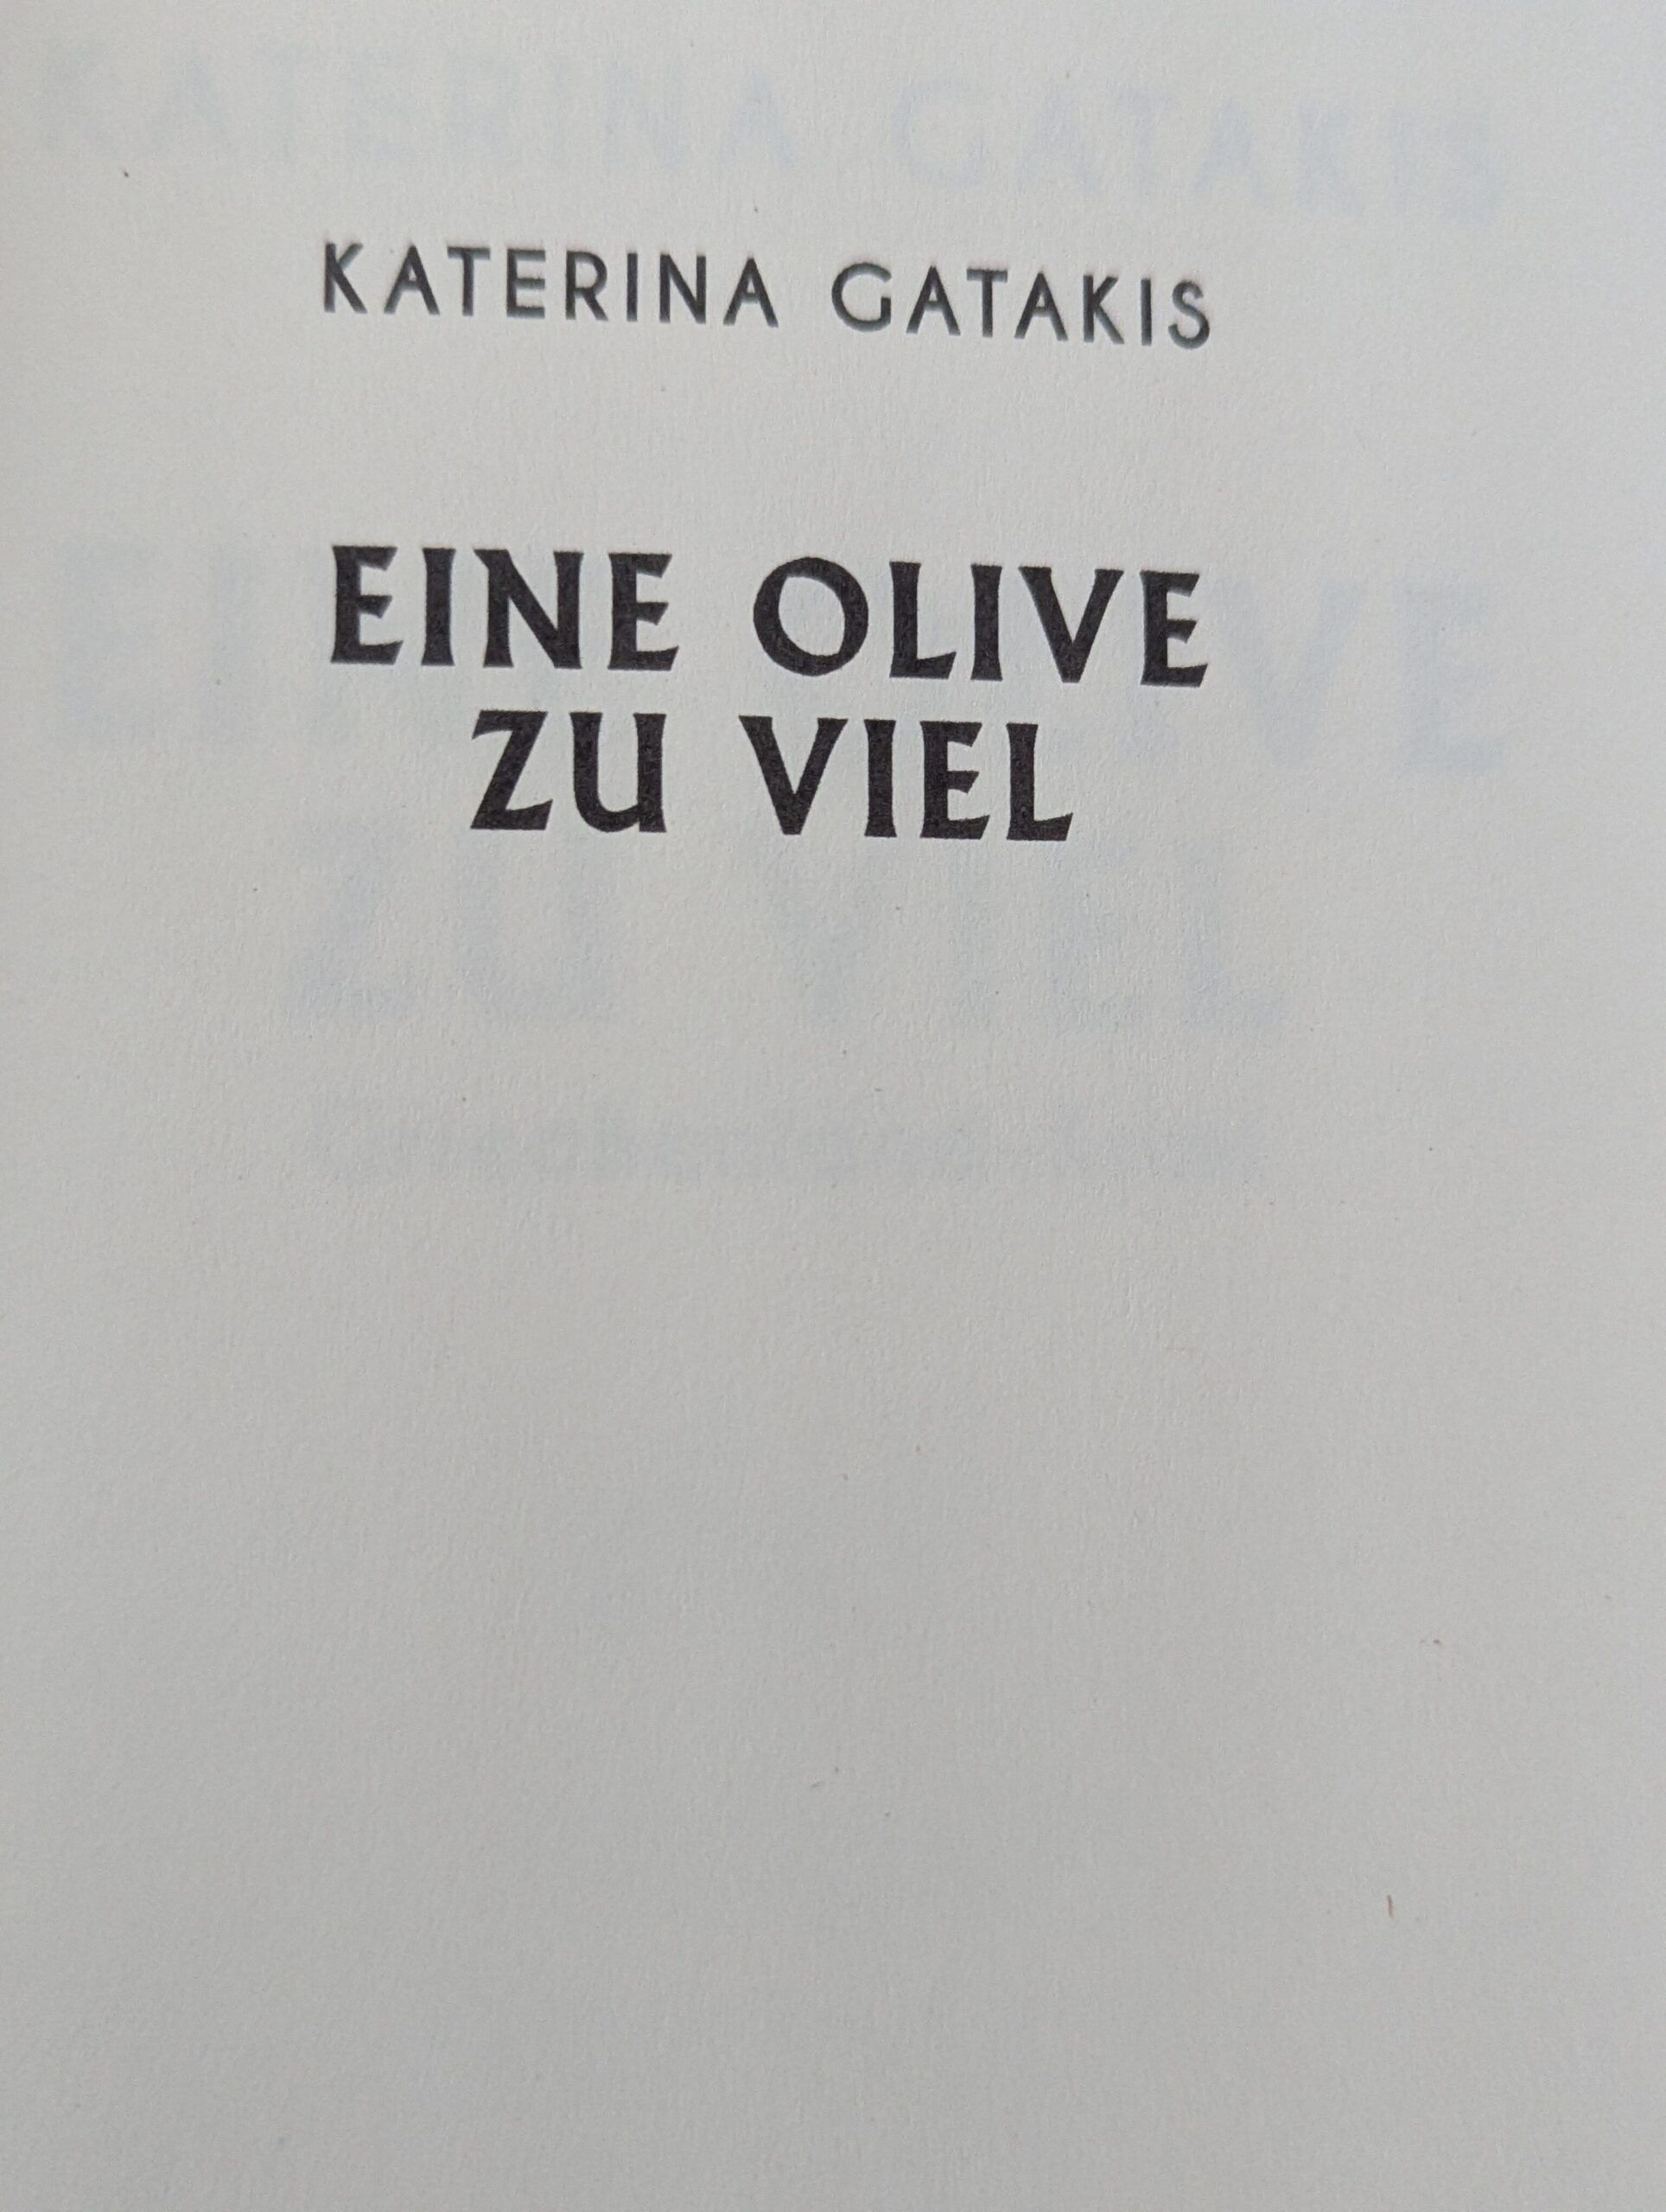 KATERINA GATAKIS
EINE OLIVE
ZU VIEL